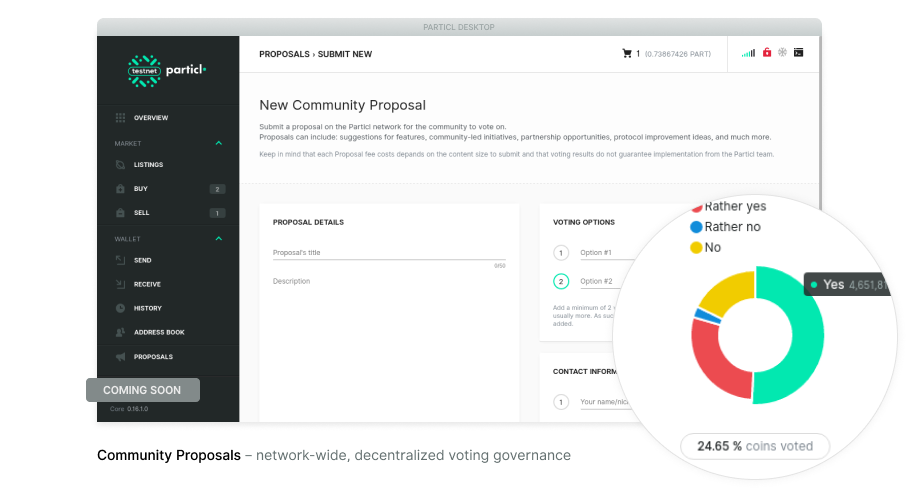 PARTICL DESKTOP
testnet particl
PROPOSALS › SUBMIT NEW
1 (0.73867426 PART)
OVERVIEW
MARKET
LISTINGS
BUY 2
SELL 1
WALLET
SEND
RECEIVE
HISTORY
ADDRESS BOOK
PROPOSALS
COMING SOON
Core 0.16.1.0
New Community Proposal
Submit a proposal on the Particl network for the community to vote on.
Proposals can include: suggestions for features, community-led initiatives, partnership opportunities, protocol improvement ideas, and much more.
Keep in mind that each Proposal fee costs depends on the content size to submit and that voting results do not guarantee implementation from the Particl team.
PROPOSAL DETAILS
Proposal's title
0/50
Description
VOTING OPTIONS
1 Option #1
2 Option #2
Add a minimum of 2
usually more. As suc
added.
CONTACT INFORM
1 Your name/nic
Rather yes
Rather no
No
Yes 4,651,81
24.65 % coins voted
Community Proposals – network-wide, decentralized voting governance